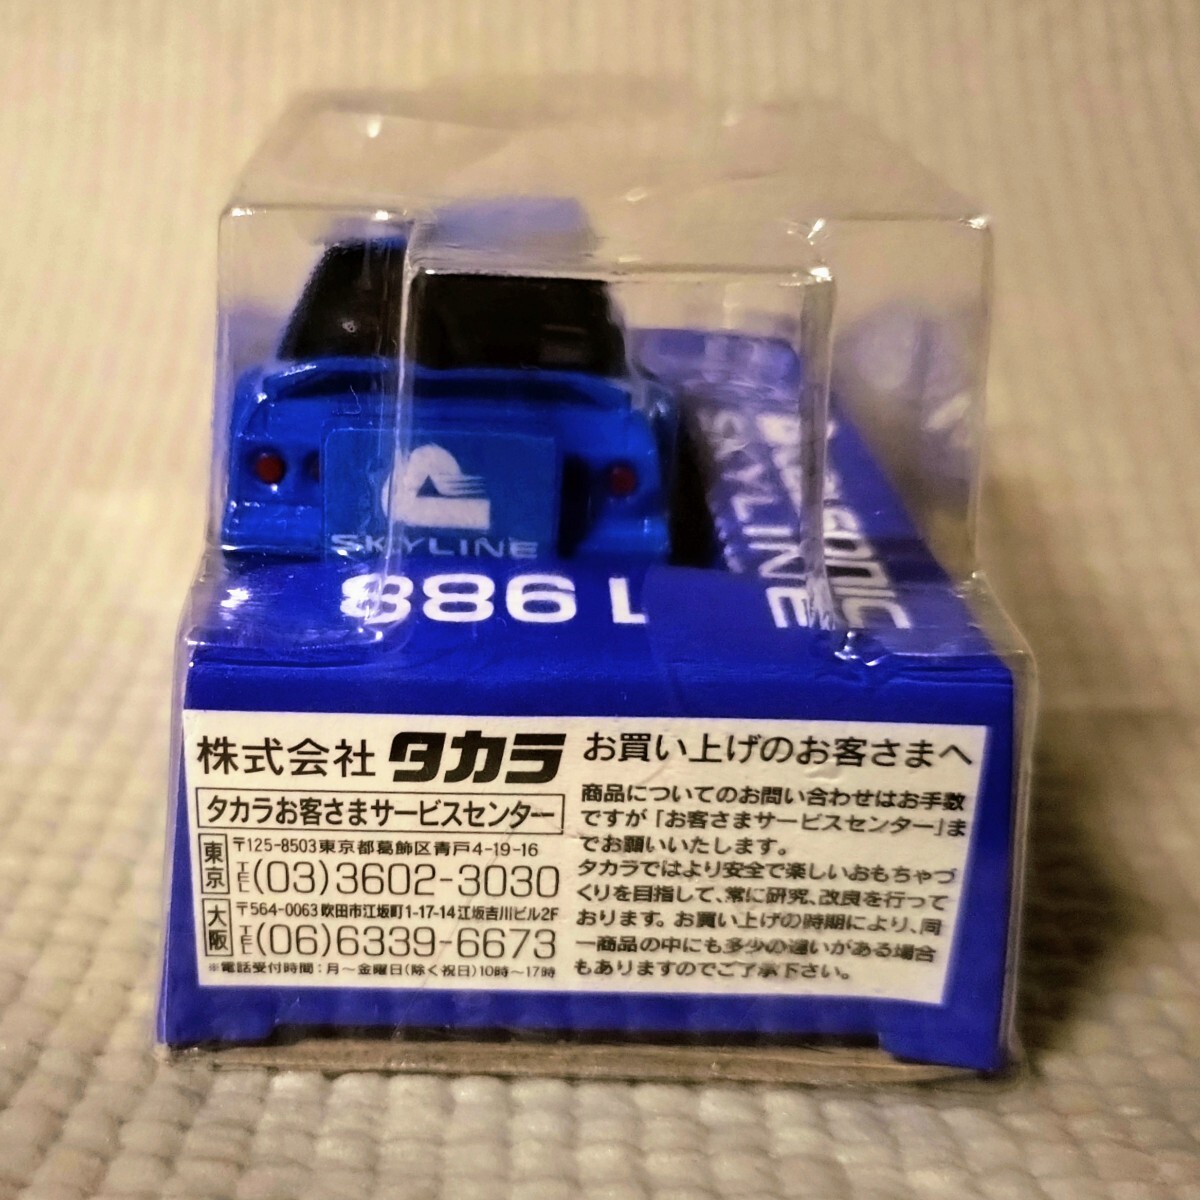 SKYLINE
1988
SKYLINE
株式会社 タカラ
タカラお客さまサービスセンター
東京
〒125-8503東京都葛飾区青戸4-19-16
TEL(03)3602-3030
大阪
〒564-0063吹田市江坂町1-17-14江坂吉川ビル2F
TEL(06)6339-6673
※電話受付時間：月〜金曜日(除く祝日)10時〜17時
お買い上げのお客さまへ
商品についてのお問い合わせはお手数
ですが「お客さまサービスセンター」ま
でお願いいたします。
タカラではより安全で楽しいおもちゃづ
くりを目指して、常に研究、改良を行って
おります。お買い上げの時期により、同
一商品の中にも多少の違いがある場合
もありますのでご了承下さい。